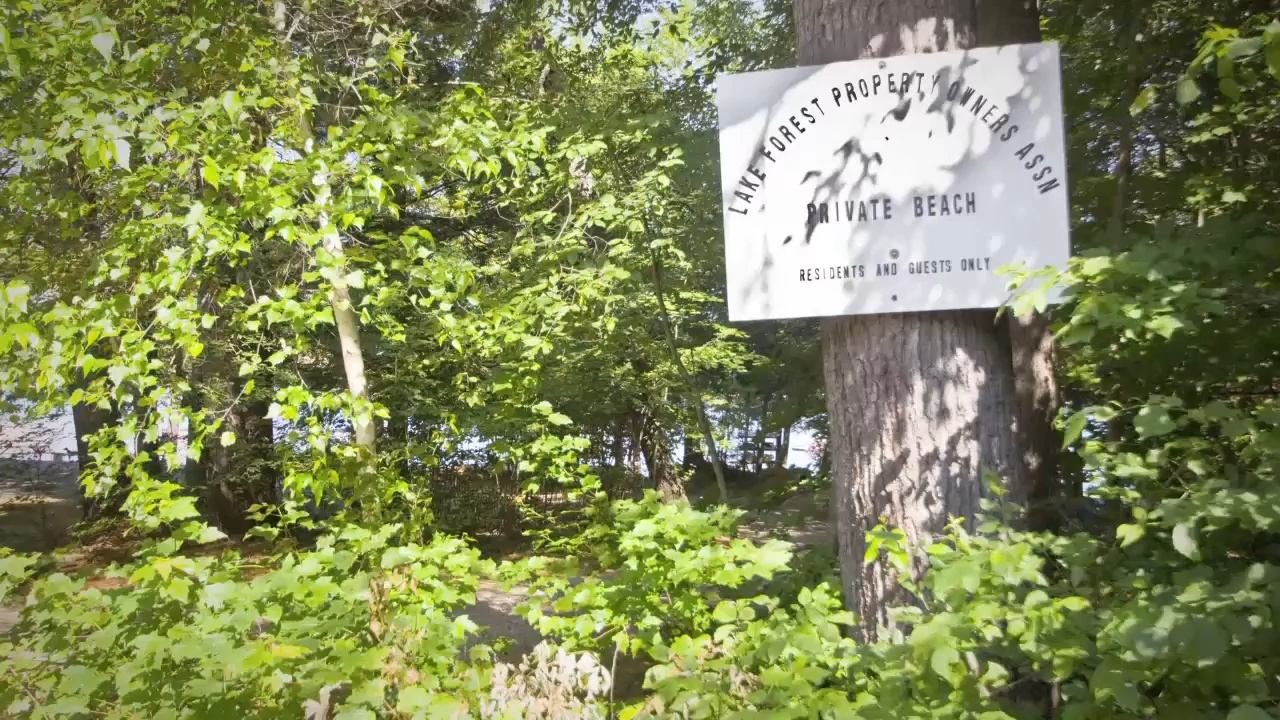 LAKE FOREST PROPERTY OWNERS ASSN
PRIVATE BEACH
RESIDENTS AND GUESTS ONLY